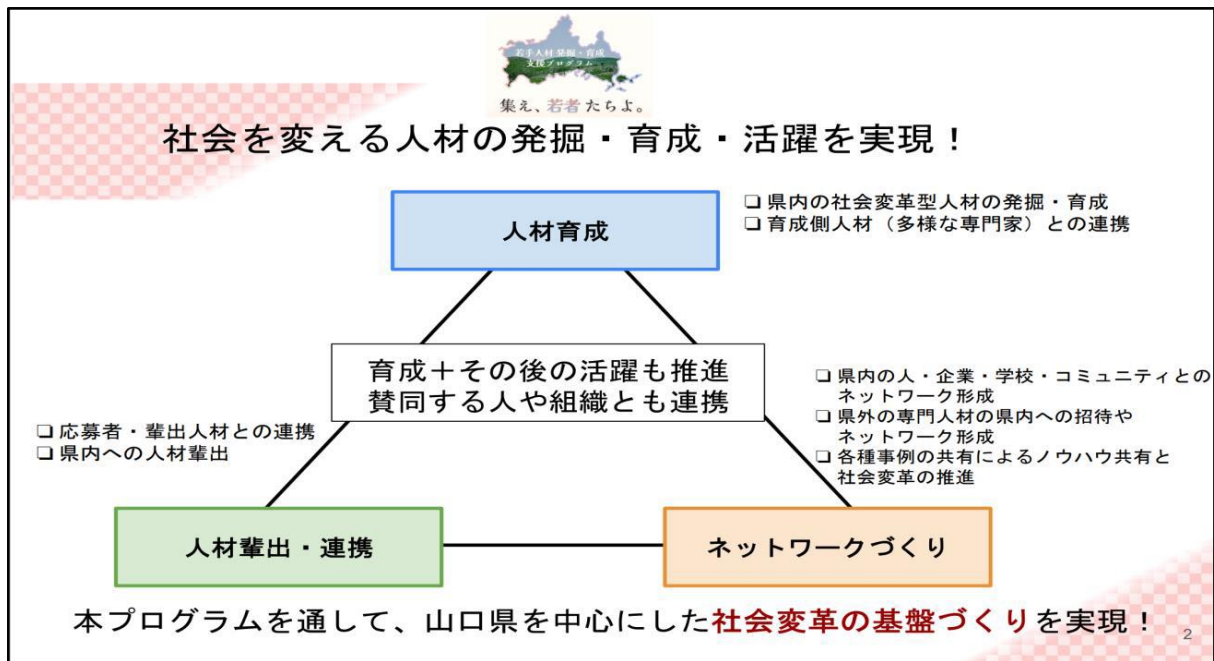 若手人材 発掘・育成
支援プログラム
集え、若者たちよ。
社会を変える人材の発掘・育成・活躍を実現！
人材育成
❏ 県内の社会変革型人材の発掘・育成
❏ 育成側人材（多様な専門家）との連携
育成＋その後の活躍も推進
賛同する人や組織とも連携
❏ 県内の人・企業・学校・コミュニティとの
ネットワーク形成
❏ 県外の専門人材の県内への招待や
ネットワーク形成
❏ 各種事例の共有によるノウハウ共有と
社会変革の推進
❏ 応募者・輩出人材との連携
❏ 県内への人材輩出
人材輩出・連携
ネットワークづくり
本プログラムを通して、山口県を中心にした社会変革の基盤づくりを実現！
2